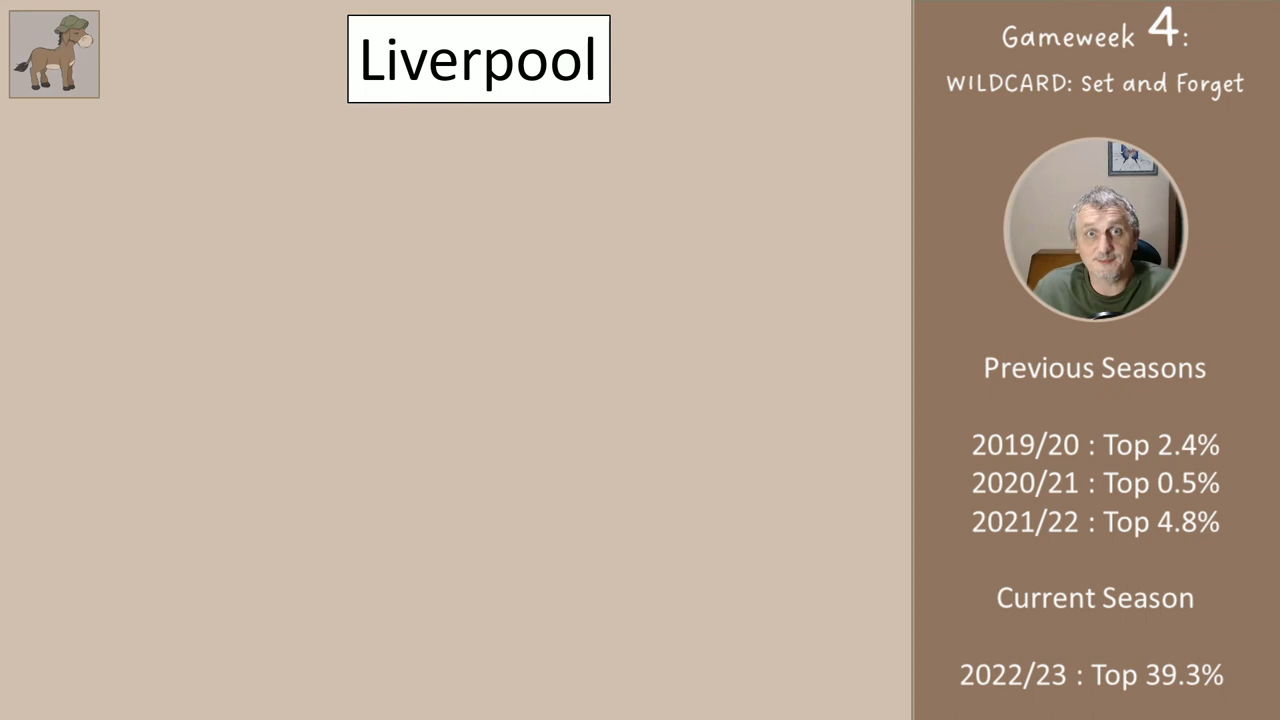 Liverpool
Gameweek 4:
WILDCARD: Set and Forget
Previous Seasons
2019/20 : Top 2.4%
2020/21 : Top 0.5%
2021/22 : Top 4.8%
Current Season
2022/23 : Top 39.3%